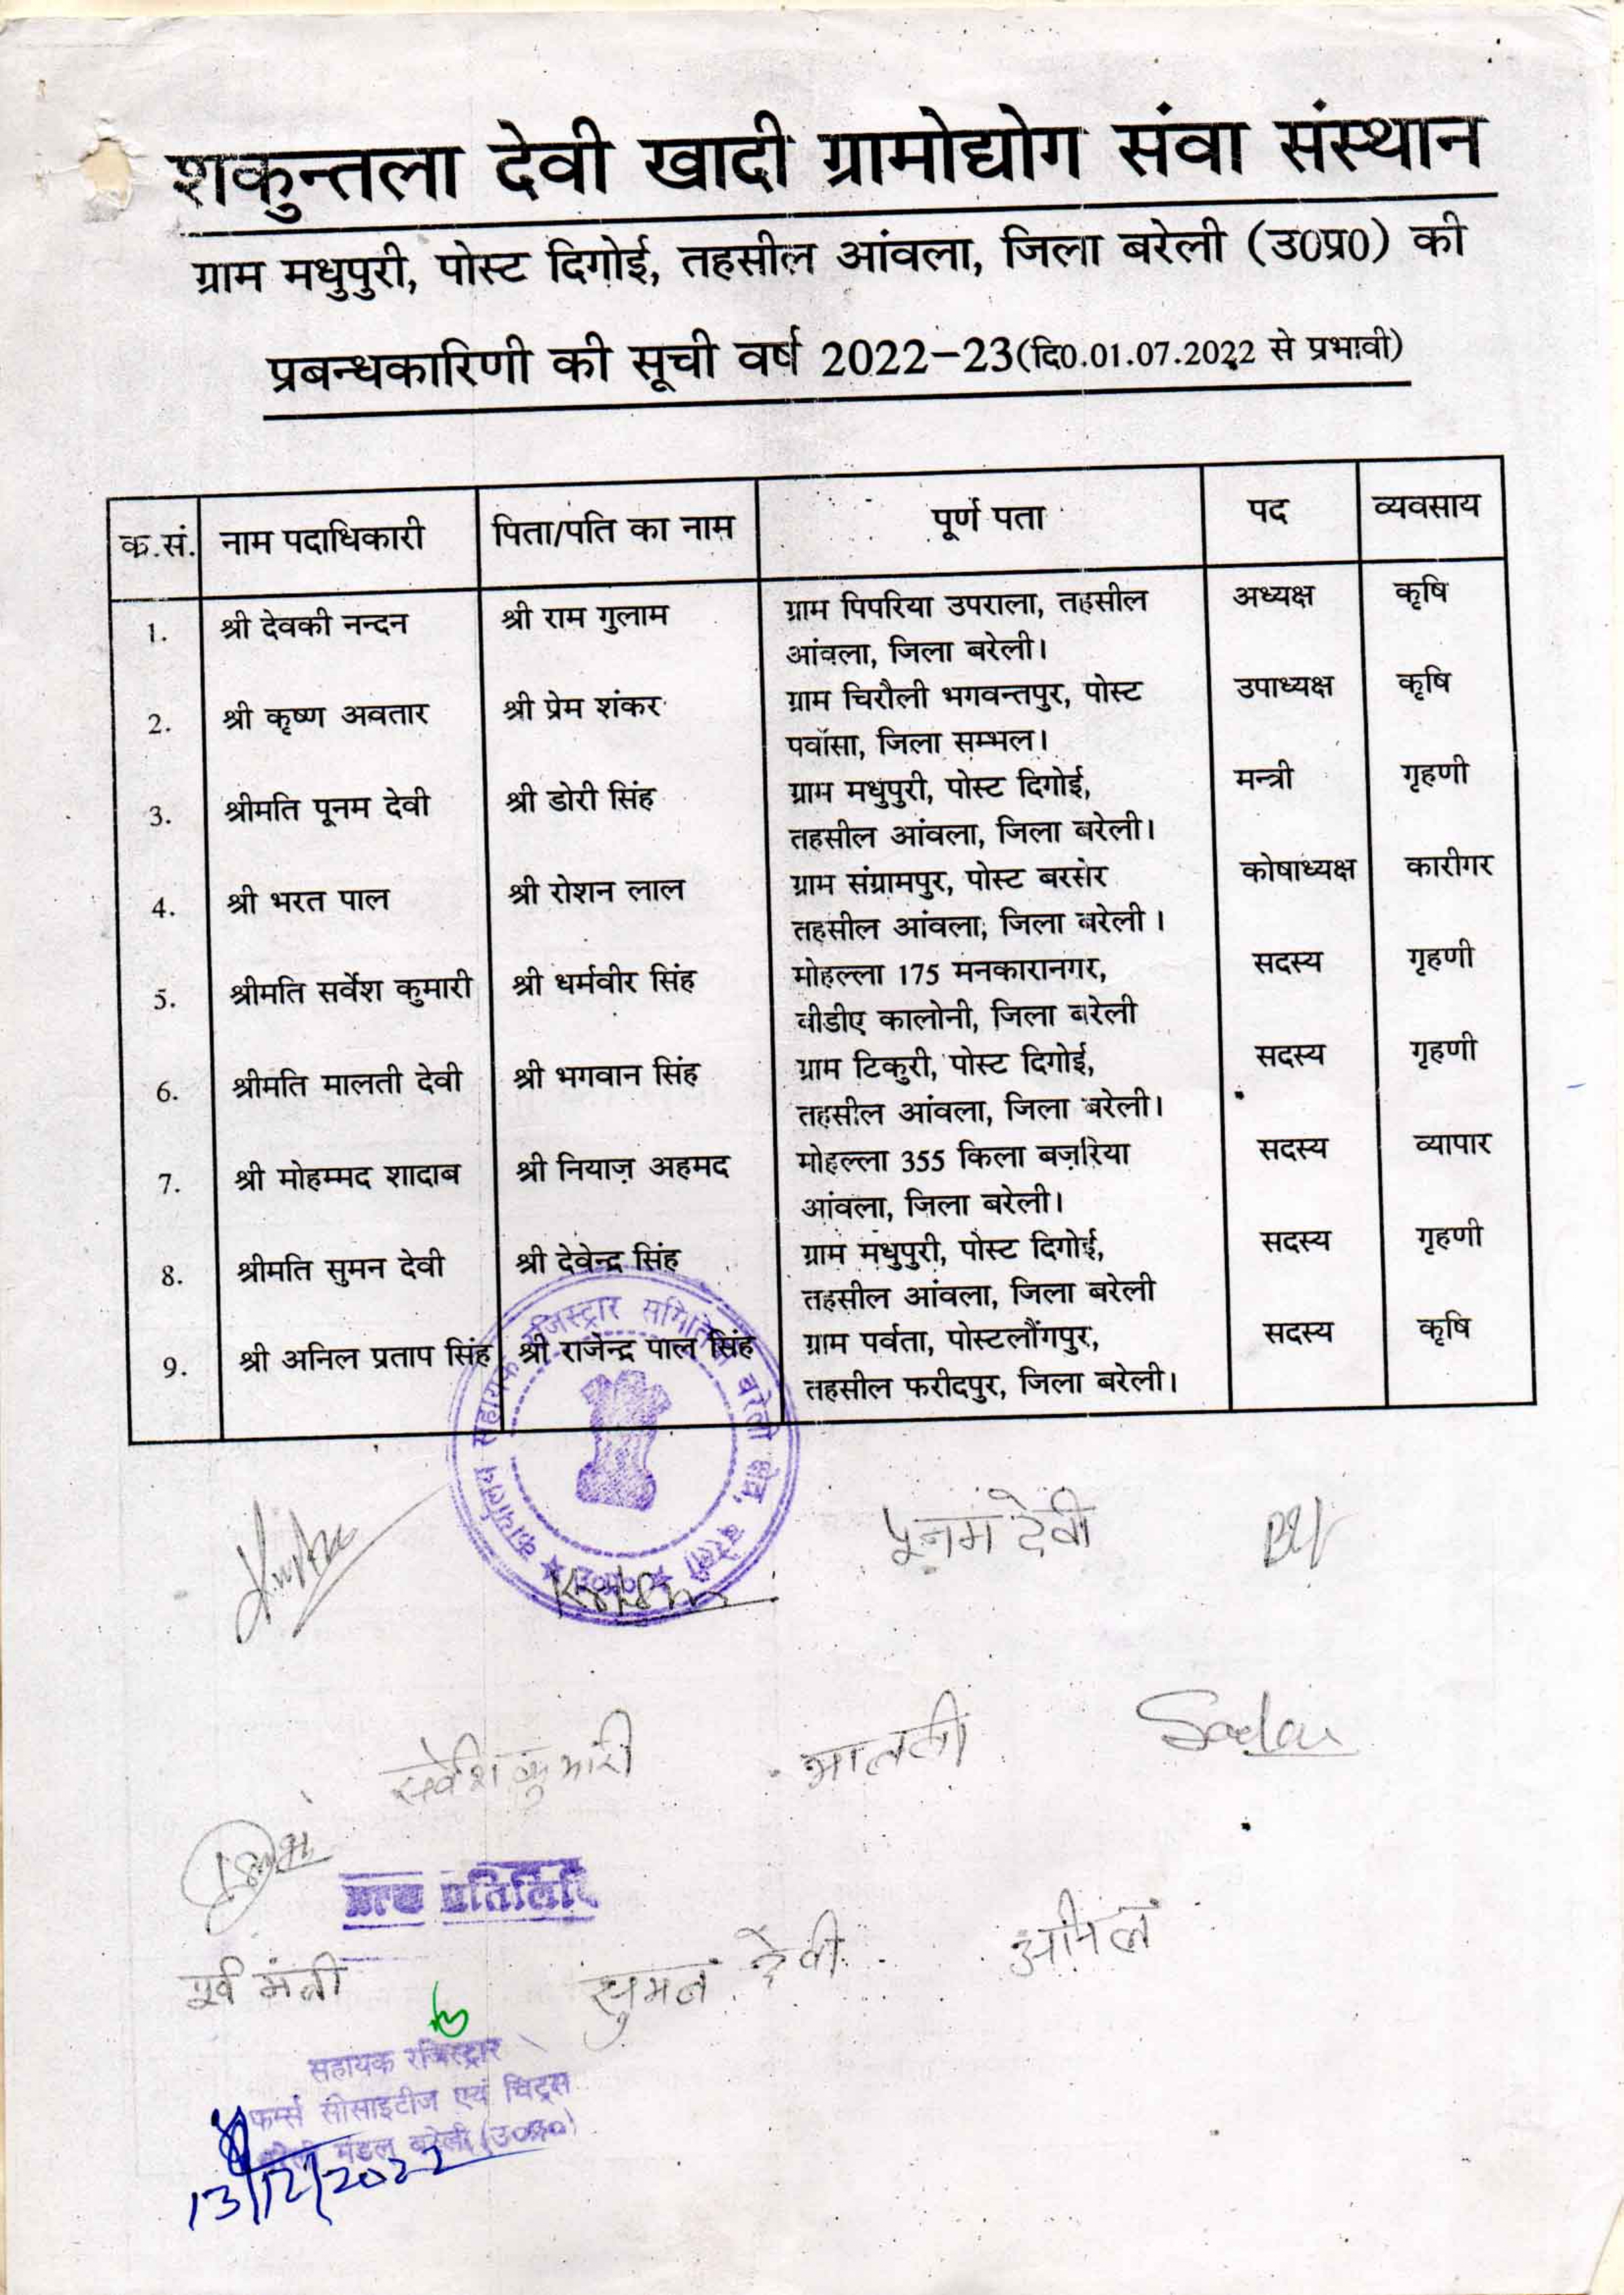 शकुन्तला देवी खादी ग्रामोद्योग संवा संस्थान
ग्राम मधुपुरी, पोस्ट दिगोई, तहसील आंवला, जिला बरेली (उ0प्र0) की
प्रबन्धकारिणी की सूची वर्ष 2022-23(दि0.01.07.2022 से प्रभावी)
क.सं. नाम पदाधिकारी पिता/पति का नाम पूर्ण पता पद व्यवसाय
1. श्री देवकी नन्दन श्री राम गुलाम ग्राम पिपरिया उपराला, तहसील अध्यक्ष कृषि
आंवला, जिला बरेली।
2. श्री कृष्ण अवतार श्री प्रेम शंकर ग्राम चिरौली भगवन्तपुर, पोस्ट उपाध्यक्ष कृषि
पवॉसा, जिला सम्भल।
3. श्रीमति पूनम देवी श्री डोरी सिंह ग्राम मधुपुरी, पोस्ट दिगोई, मन्त्री गृहणी
तहसील आंवला, जिला बरेली।
4. श्री भरत पाल श्री रोशन लाल ग्राम संग्रामपुर, पोस्ट बरसेर कोषाध्यक्ष कारीगर
तहसील आंवला, जिला बरेली ।
5. श्रीमति सर्वेश कुमारी श्री धर्मवीर सिंह मोहल्ला 175 मनकारानगर, सदस्य गृहणी
वीडीए कालोनी, जिला बरेली
6. श्रीमति मालती देवी श्री भगवान सिंह ग्राम टिकुरी, पोस्ट दिगोई, सदस्य गृहणी
तहसील आंवला, जिला बरेली।
7. श्री मोहम्मद शादाब श्री नियाज़ अहमद मोहल्ला 355 किला बज़रिया सदस्य व्यापार
आंवला, जिला बरेली।
8. श्रीमति सुमन देवी श्री देवेन्द्र सिंह ग्राम मधुपुरी, पोस्ट दिगोई, सदस्य गृहणी
तहसील आंवला, जिला बरेली
9. श्री अनिल प्रताप सिंह श्री राजेन्द्र पाल सिंह ग्राम पर्वता, पोस्टलौंगपुर, सदस्य कृषि
तहसील फरीदपुर, जिला बरेली।
कार्यालय सहायक रजिस्ट्रार बरेली क्षेत्र, बरेली
पूनम देवी
सर्वेश कुमारी मालती
प्रतिलिपि
पूर्व मंत्री सुमन देवी अनिल
सहायक रजिस्ट्रार
फर्म्स सोसाइटीज एवं चिट्स
मंडल बरेली (उ०प्र०)
13/12/2022